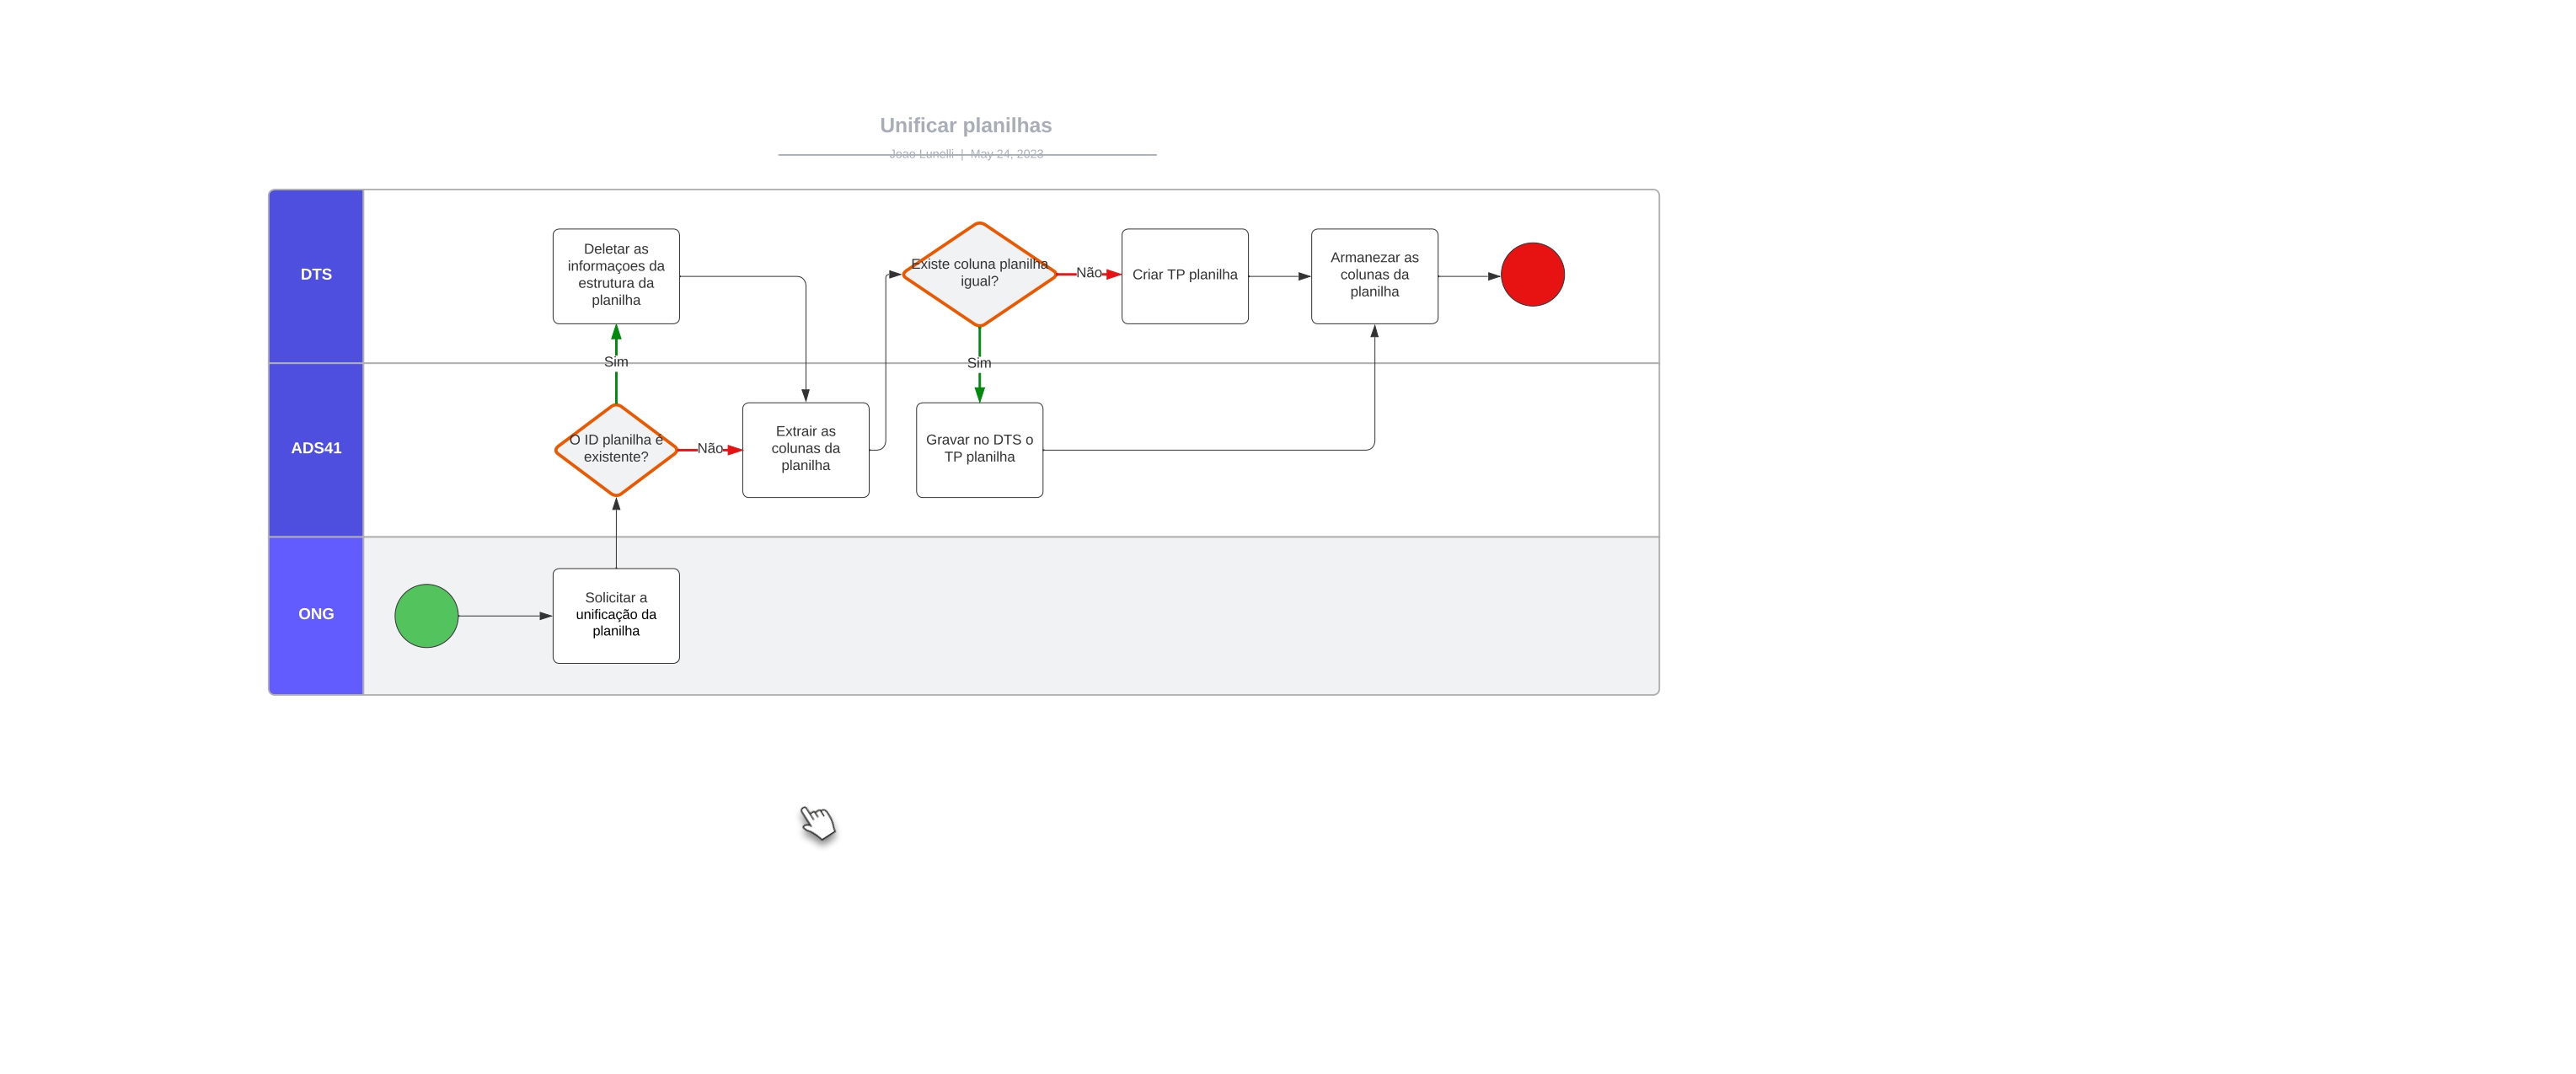 Unificar planilhas
Joao Lunelli | May 24, 2023
DTS
Deletar as
informaçoes da
estrutura da
planilha
Existe coluna planilha
igual?
Não
Criar TP planilha
Armanezar as
colunas da
planilha
Sim
Sim
ADS41
O ID planilha é
existente?
Não
Extrair as
colunas da
planilha
Gravar no DTS o
TP planilha
ONG
Solicitar a
unificação da
planilha